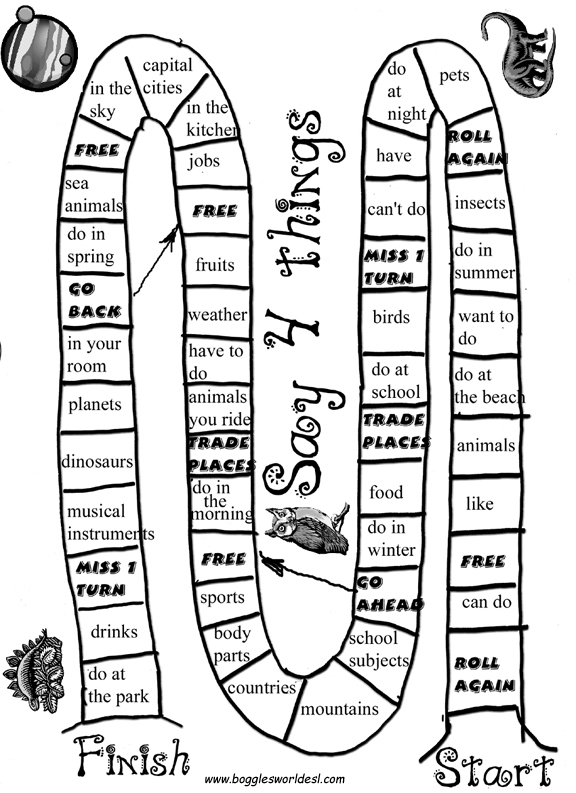 Say 4 things
Start
ROLL
AGAIN
can do
FREE
like
animals
do at
the beach
want to
do
do in
summer
insects
ROLL
AGAIN
pets
do
at
night
have
can't do
MISS 1
TURN
birds
do at
school
TRADE
PLACES
food
do in
winter
GO
AHEAD
school
subjects
mountains
countries
body
parts
sports
FREE
do in
the
morning
TRADE
PLACES
animals
you ride
have to
do
weather
fruits
FREE
jobs
in the
kitchen
capital
cities
in the
sky
FREE
sea
animals
do in
spring
GO
BACK
in your
room
planets
dinosaurs
musical
instruments
MISS 1
TURN
drinks
do at
the park
Finish
www.bogglesworldesl.com